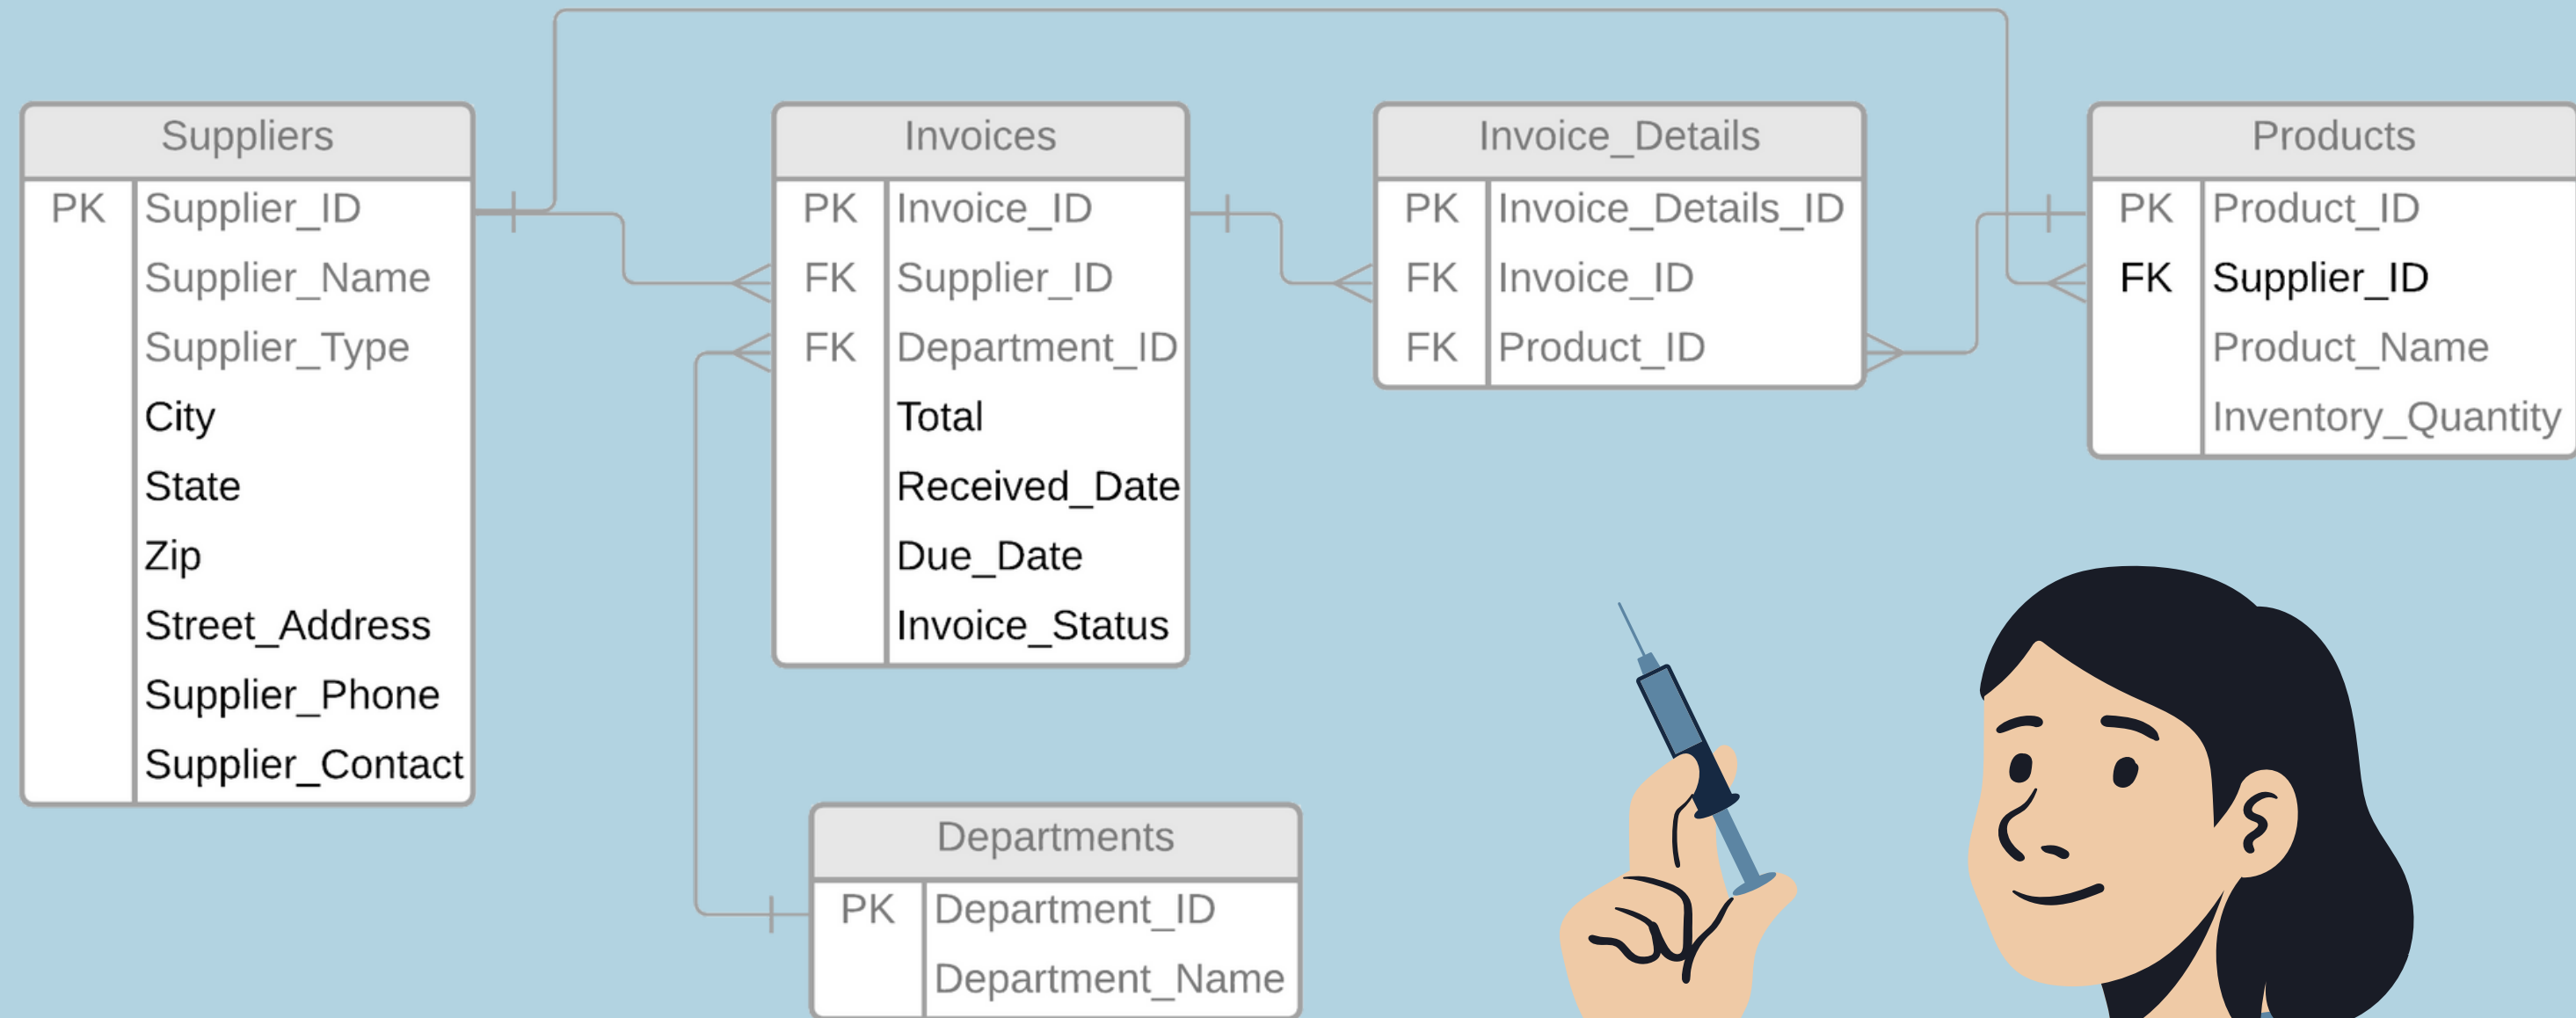 Suppliers
PK Supplier_ID
Supplier_Name
Supplier_Type
City
State
Zip
Street_Address
Supplier_Phone
Supplier_Contact
Invoices
PK Invoice_ID
FK Supplier_ID
FK Department_ID
Total
Received_Date
Due_Date
Invoice_Status
Invoice_Details
PK Invoice_Details_ID
FK Invoice_ID
FK Product_ID
Products
PK Product_ID
FK Supplier_ID
Product_Name
Inventory_Quantity
Departments
PK Department_ID
Department_Name